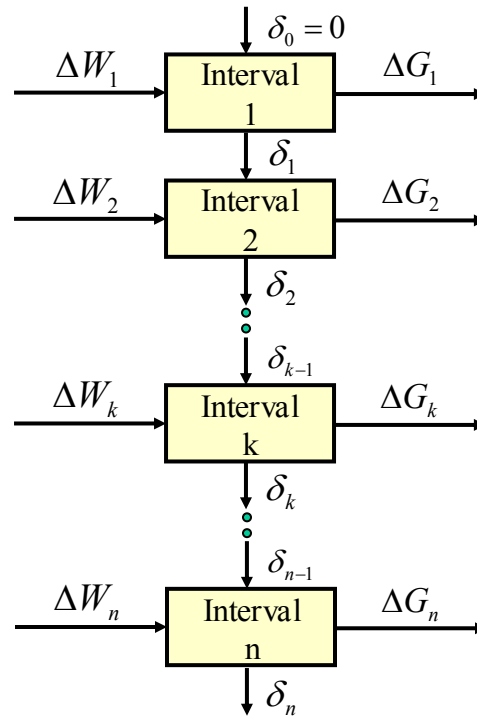 δ₀ = 0
ΔW₁
Interval
1
ΔG₁
δ₁
ΔW₂
Interval
2
ΔG₂
δ₂
δₖ₋₁
ΔWₖ
Interval
k
ΔGₖ
δₖ
δₙ₋₁
ΔWₙ
Interval
n
ΔGₙ
δₙ